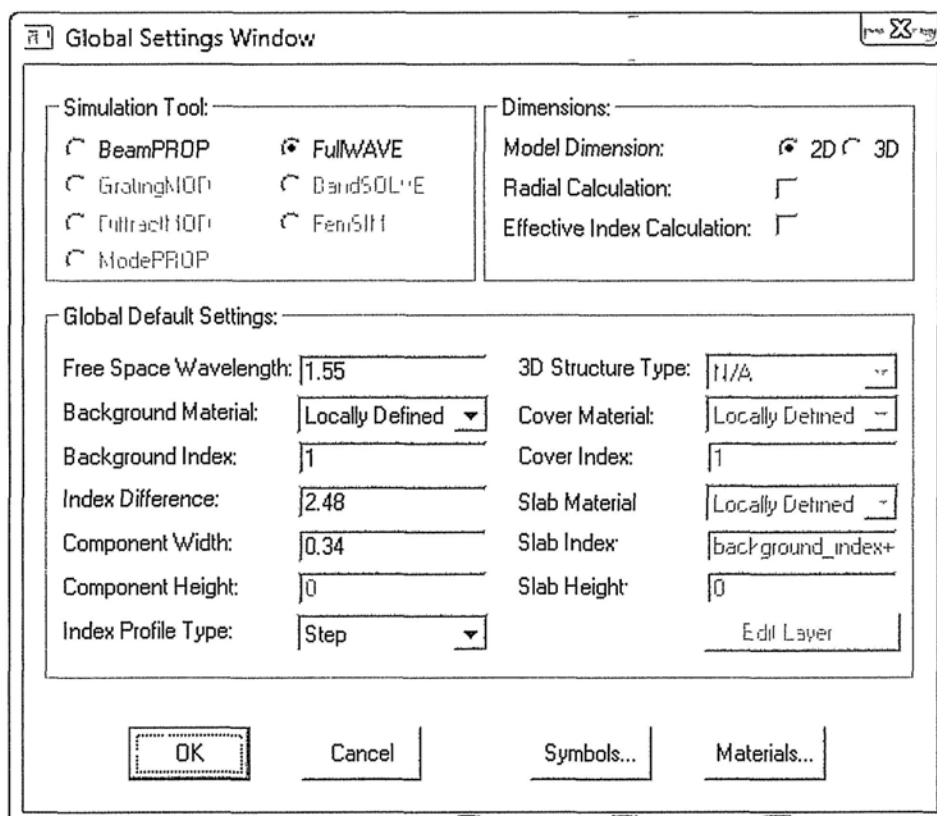 Global Settings Window
Simulation Tool:
BeamPROP
FullWAVE
GratingMOD
BandSOLVE
DiffractMOD
FemSIM
ModePROP
Dimensions:
Model Dimension: 2D 3D
Radial Calculation:
Effective Index Calculation:
Global Default Settings:
Free Space Wavelength: 1.55
Background Material: Locally Defined
Background Index: 1
Index Difference: 2.48
Component Width: 0.34
Component Height: 0
Index Profile Type: Step
3D Structure Type: N/A
Cover Material: Locally Defined
Cover Index: 1
Slab Material Locally Defined
Slab Index: background_index+
Slab Height: 0
Edit Layer
OK
Cancel
Symbols...
Materials...